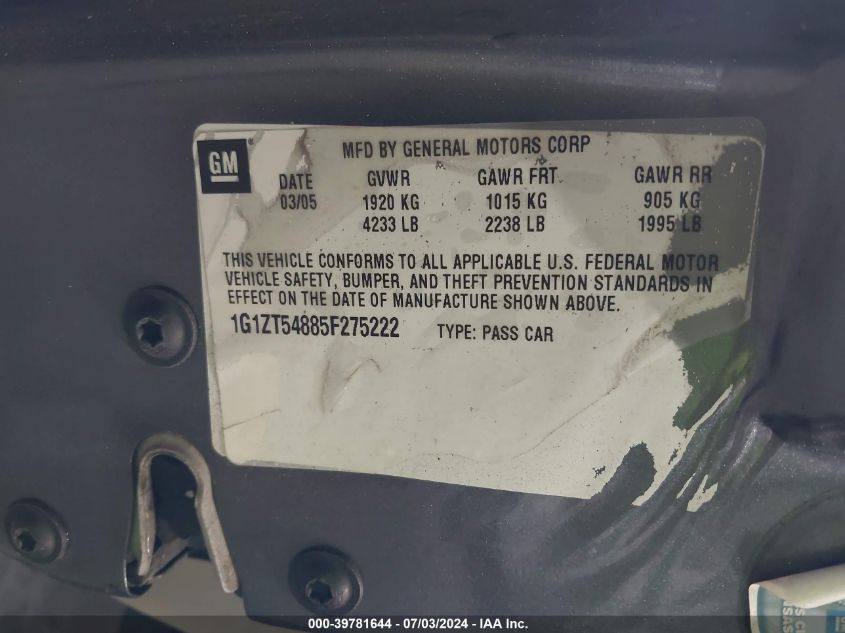 GM
MFD BY GENERAL MOTORS CORP
DATE GVWR GAWR FRT GAWR RR
03/05 1920 KG 1015 KG 905 KG
4233 LB 2238 LB 1995 LB
THIS VEHICLE CONFORMS TO ALL APPLICABLE U.S. FEDERAL MOTOR
VEHICLE SAFETY, BUMPER, AND THEFT PREVENTION STANDARDS IN
EFFECT ON THE DATE OF MANUFACTURE SHOWN ABOVE.
1G1ZT54885F275222 TYPE: PASS CAR
000-39781644 / 07/03/2024 - IAA Inc.